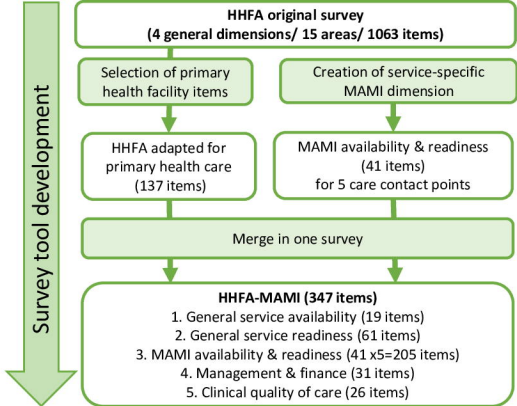 Survey tool development
HHFA original survey
(4 general dimensions/ 15 areas/ 1063 items)
Selection of primary
health facility items
Creation of service-specific
MAMI dimension
HHFA adapted for
primary health care
(137 items)
MAMI availability & readiness
(41 items)
for 5 care contact points
Merge in one survey
HHFA-MAMI (347 items)
1. General service availability (19 items)
2. General service readiness (61 items)
3. MAMI availability & readiness (41 x5=205 items)
4. Management & finance (31 items)
5. Clinical quality of care (26 items)